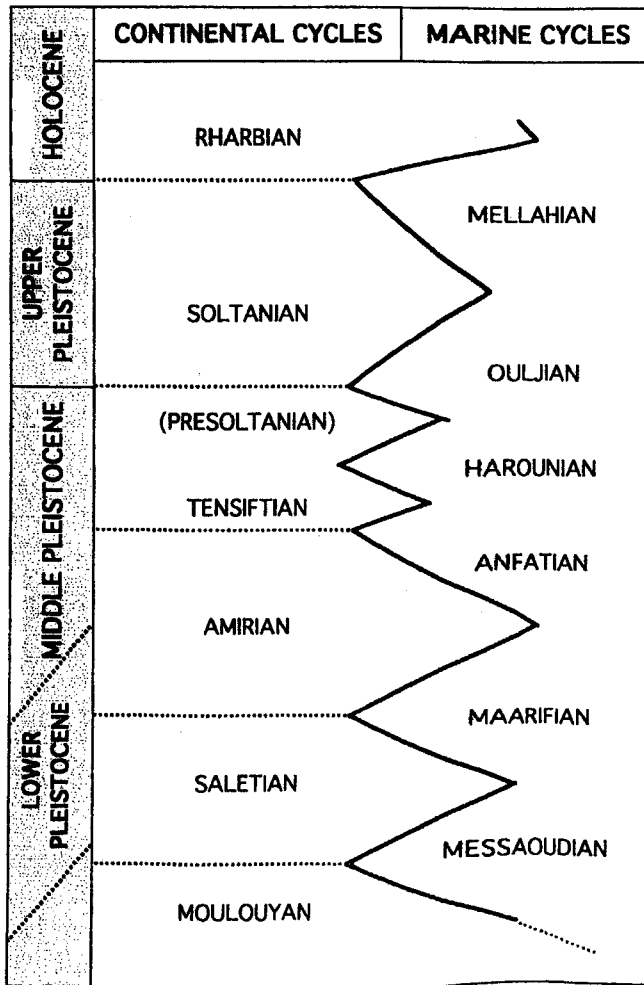 CONTINENTAL CYCLES
MARINE CYCLES
HOLOCENE
RHARBIAN
MELLAHIAN
UPPER
PLEISTOCENE
SOLTANIAN
OULJIAN
MIDDLE PLEISTOCENE
(PRESOLTANIAN)
HAROUNIAN
TENSIFTIAN
ANFATIAN
AMIRIAN
MAARIFIAN
LOWER
PLEISTOCENE
SALETIAN
MESSAOUDIAN
MOULOUYAN